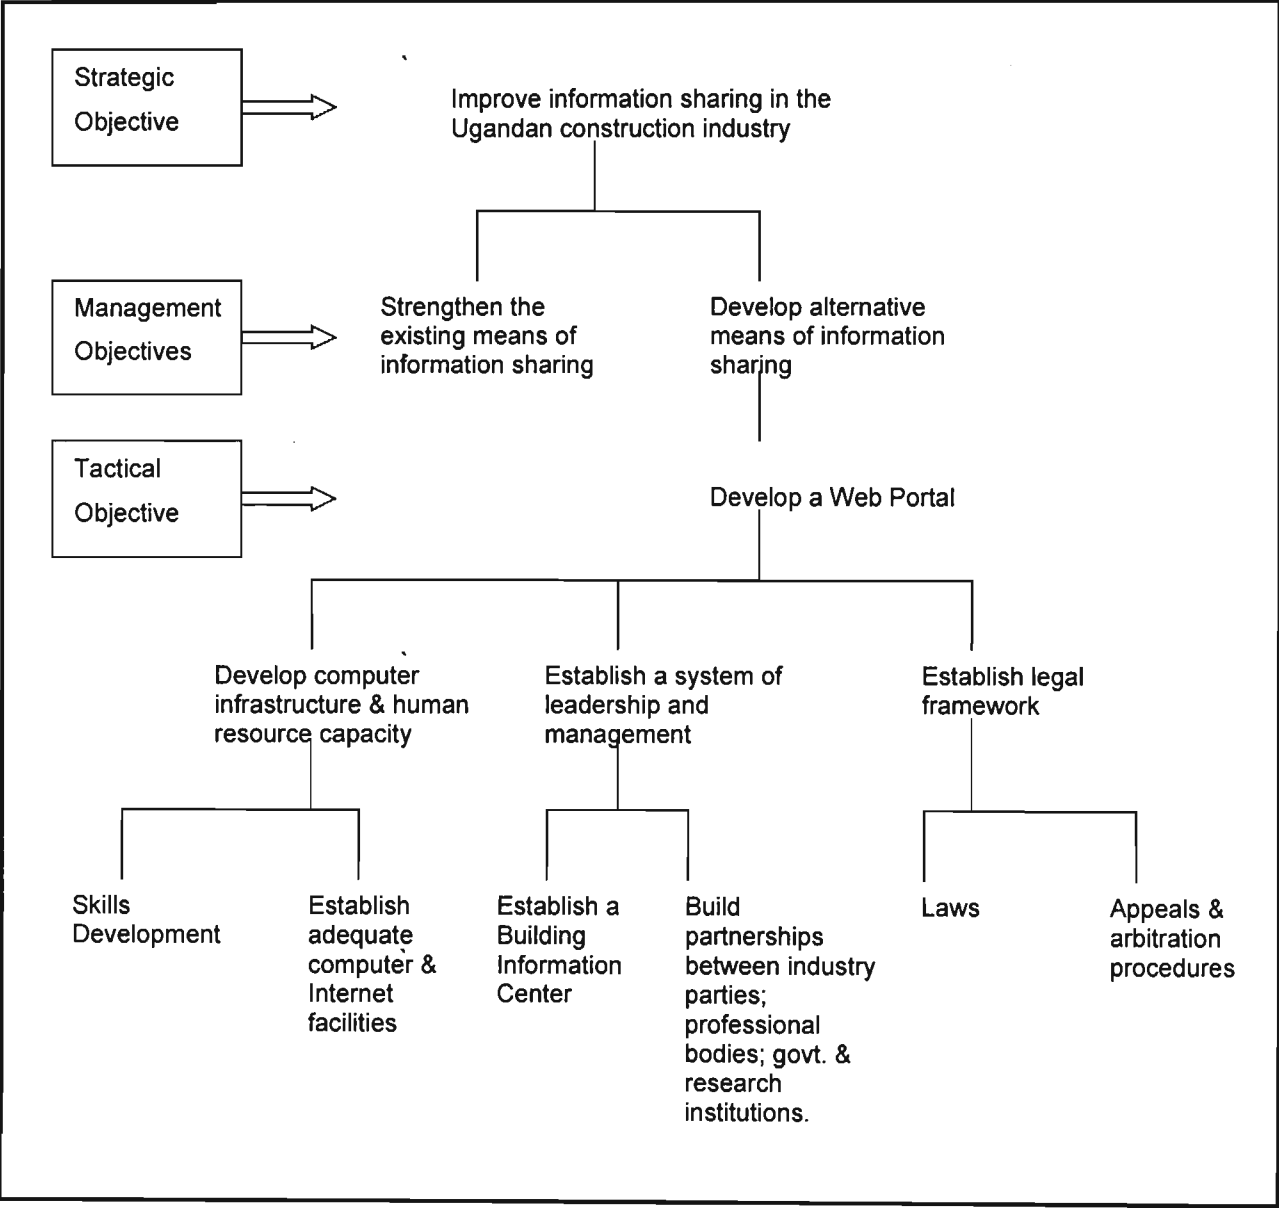 Strategic
Objective
Improve information sharing in the
Ugandan construction industry
Management
Objectives
Strengthen the
existing means of
information sharing
Develop alternative
means of information
sharing
Tactical
Objective
Develop a Web Portal
Develop computer
infrastructure & human
resource capacity
Establish a system of
leadership and
management
Establish legal
framework
Skills
Development
Establish
adequate
computer &
Internet
facilities
Establish a
Building
Information
Center
Build
partnerships
between industry
parties;
professional
bodies; govt. &
research
institutions.
Laws
Appeals &
arbitration
procedures